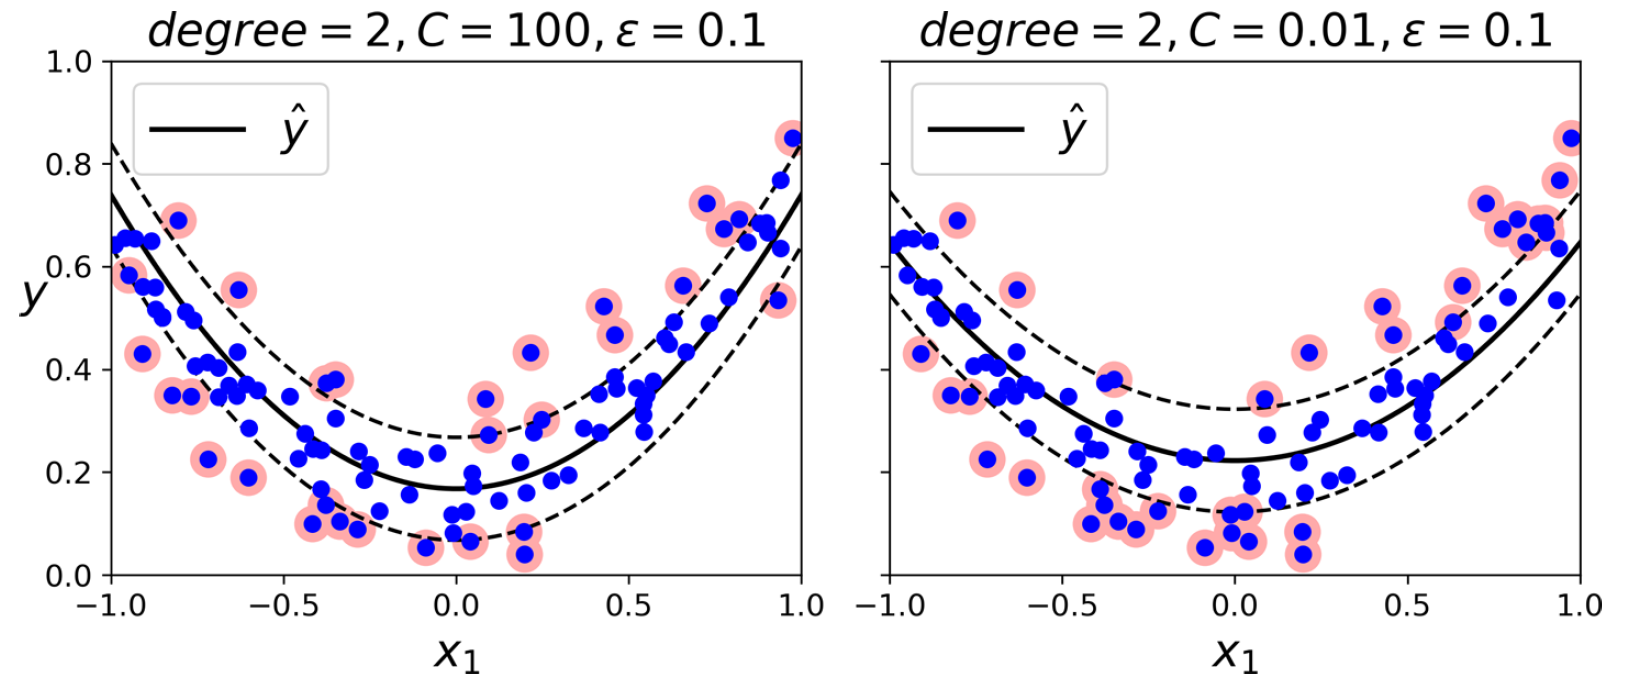 degree = 2, C = 100, ε = 0.1
degree = 2, C = 0.01, ε = 0.1
1.0
0.8
0.6
0.4
0.2
0.0
y
ŷ
ŷ
−1.0 −0.5 0.0 0.5 1.0
−1.0 −0.5 0.0 0.5 1.0
x₁
x₁